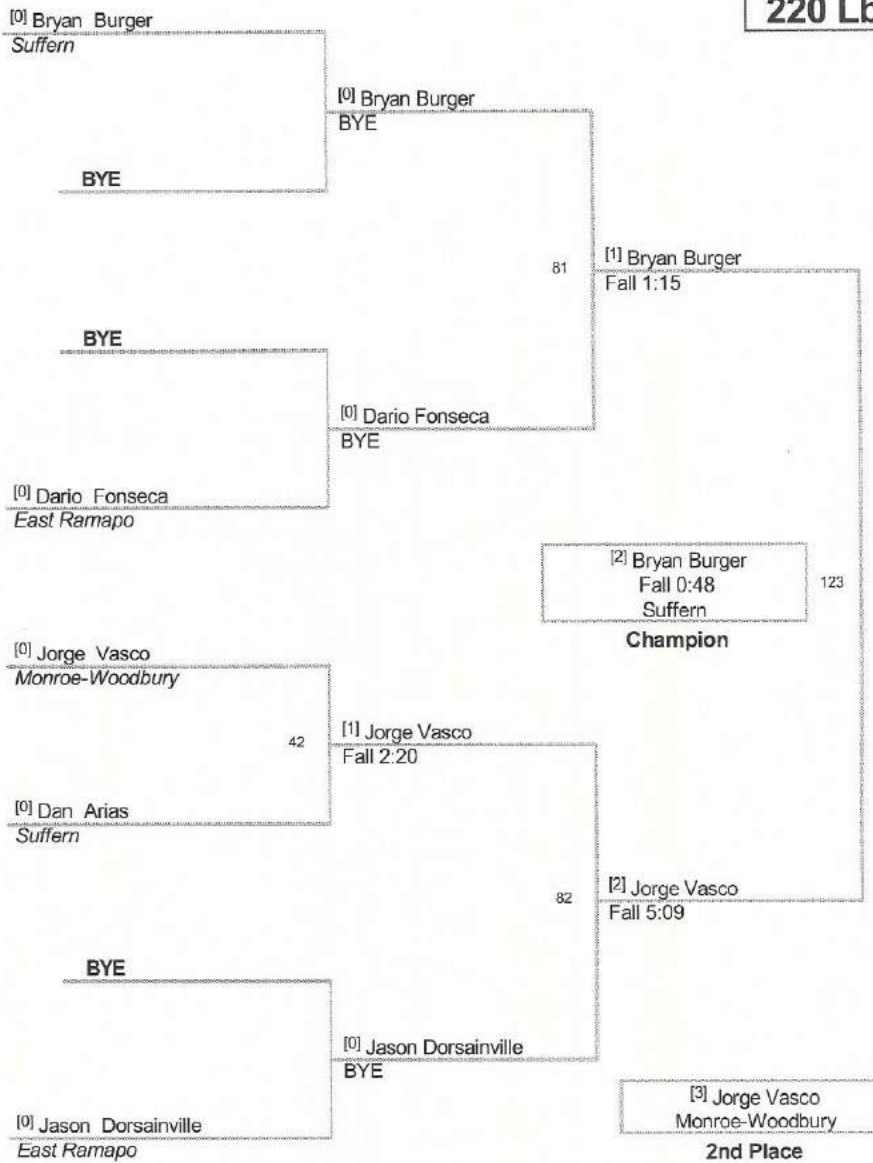 220 Lb
[0] Bryan Burger
Suffern
[0] Bryan Burger
BYE
BYE
81
[1] Bryan Burger
Fall 1:15
BYE
[0] Dario Fonseca
BYE
[0] Dario Fonseca
East Ramapo
[2] Bryan Burger
Fall 0:48
Suffern
123
Champion
[0] Jorge Vasco
Monroe-Woodbury
42
[1] Jorge Vasco
Fall 2:20
[0] Dan Arias
Suffern
82
[2] Jorge Vasco
Fall 5:09
BYE
[0] Jason Dorsainville
BYE
[0] Jason Dorsainville
East Ramapo
[3] Jorge Vasco
Monroe-Woodbury
2nd Place